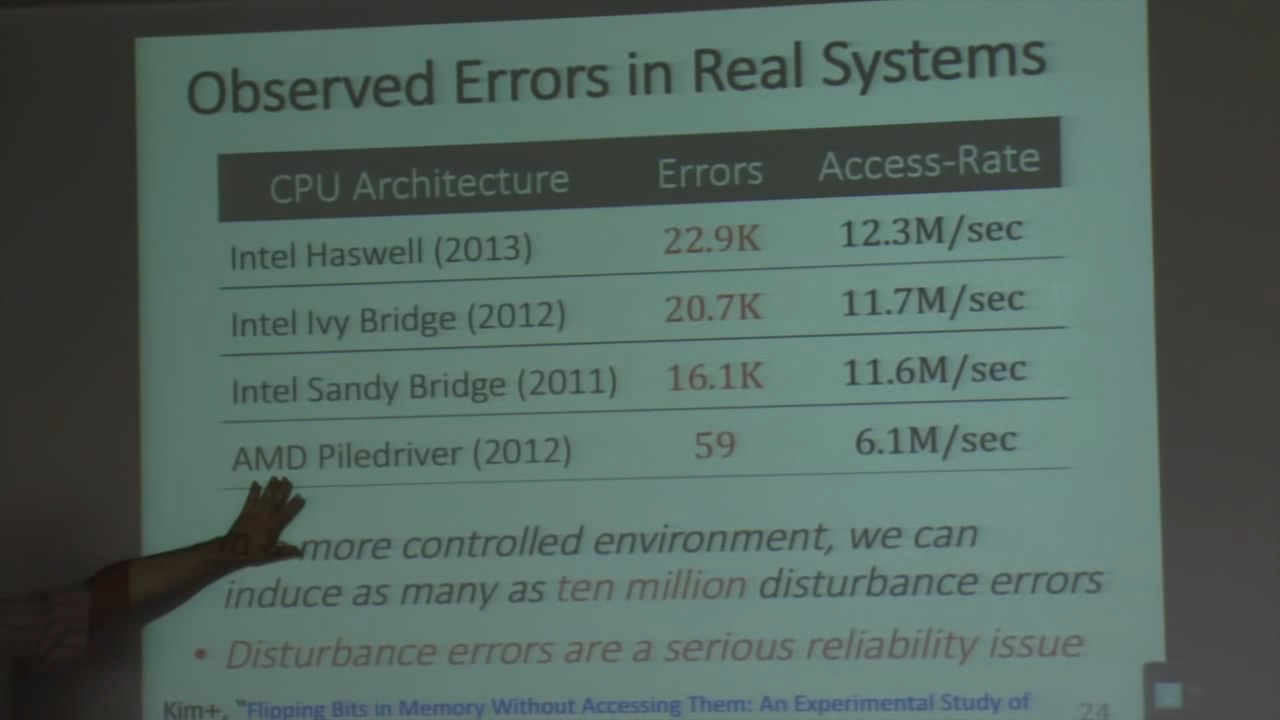 Observed Errors in Real Systems
CPU Architecture Errors Access-Rate
Intel Haswell (2013) 22.9K 12.3M/sec
Intel Ivy Bridge (2012) 20.7K 11.7M/sec
Intel Sandy Bridge (2011) 16.1K 11.6M/sec
AMD Piledriver (2012) 59 6.1M/sec
more controlled environment, we can
induce as many as ten million disturbance errors
• Disturbance errors are a serious reliability issue
Kim+, "Flipping Bits in Memory Without Accessing Them: An Experimental Study of
24